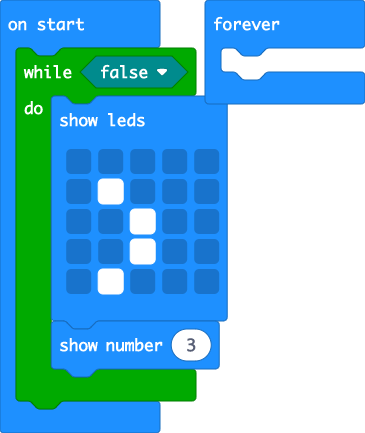 on start
forever
while false
do
show leds
show number 3